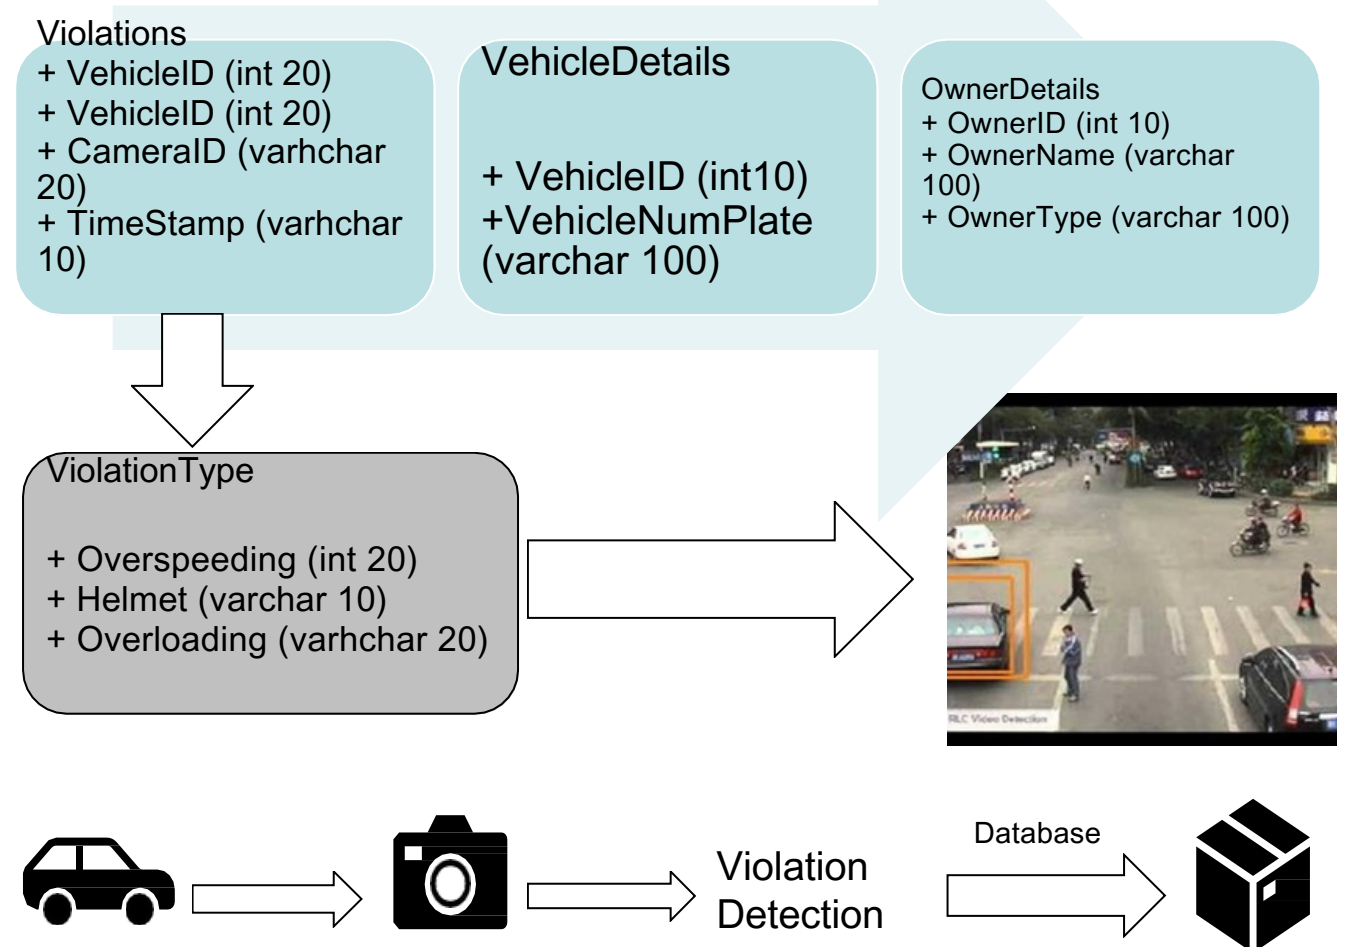 Violations
+ VehicleID (int 20)
+ VehicleID (int 20)
+ CameraID (varhchar
20)
+ TimeStamp (varhchar
10)
VehicleDetails
+ VehicleID (int10)
+VehicleNumPlate
(varchar 100)
OwnerDetails
+ OwnerID (int 10)
+ OwnerName (varchar
100)
+ OwnerType (varchar 100)
ViolationType
+ Overspeeding (int 20)
+ Helmet (varchar 10)
+ Overloading (varhchar 20)
RLC Video Detection
Violation
Detection
Database